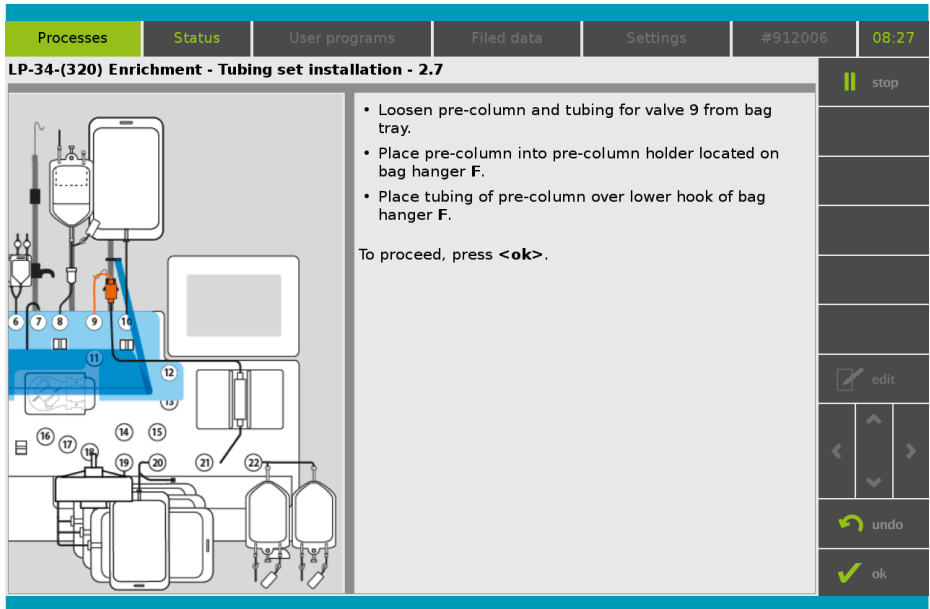 Processes
Status
User programs
Filed data
Settings
#912006
08:27
LP-34-(320) Enrichment - Tubing set installation - 2.7
stop
• Loosen pre-column and tubing for valve 9 from bag
tray.
• Place pre-column into pre-column holder located on
bag hanger F.
• Place tubing of pre-column over lower hook of bag
hanger F.
To proceed, press <ok>.
6
7
8
9
10
11
12
13
14
15
16
17
18
19
20
21
22
edit
undo
ok